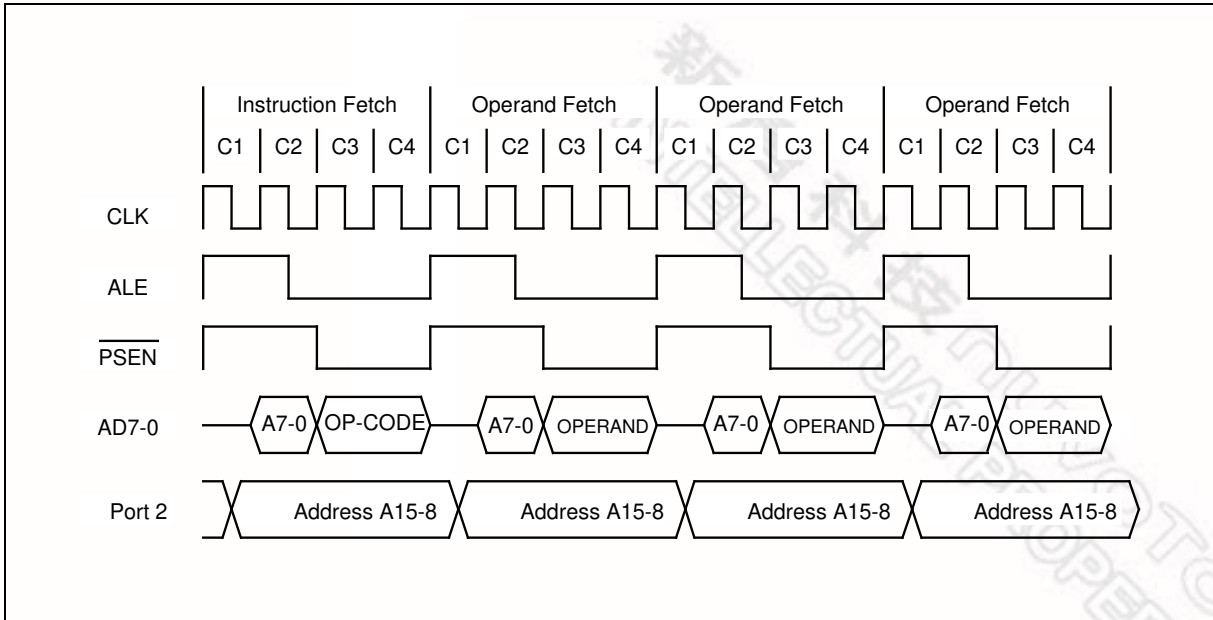 Instruction Fetch Operand Fetch Operand Fetch Operand Fetch
C1 C2 C3 C4 C1 C2 C3 C4 C1 C2 C3 C4 C1 C2 C3 C4
CLK
ALE
PSEN
AD7-0 A7-0 OP-CODE A7-0 OPERAND A7-0 OPERAND A7-0 OPERAND
Port 2 Address A15-8 Address A15-8 Address A15-8 Address A15-8